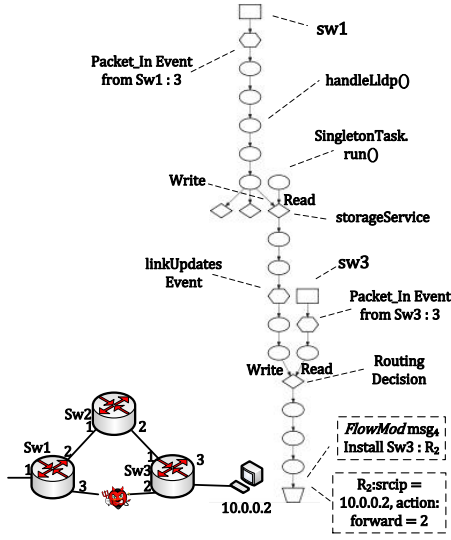 sw1
Packet_In Event
from Sw1 : 3
handleLldp()
SingletonTask.
run()
Write
Read
storageService
linkUpdates
Event
sw3
Packet_In Event
from Sw3 : 3
Write
Read
Routing
Decision
FlowMod msg,
Install Sw3 : R2
R2:srcip =
10.0.0.2, action:
forward = 2
Sw2
1
2
Sw1
2
1
3
Sw3
1
3
2
10.0.0.2